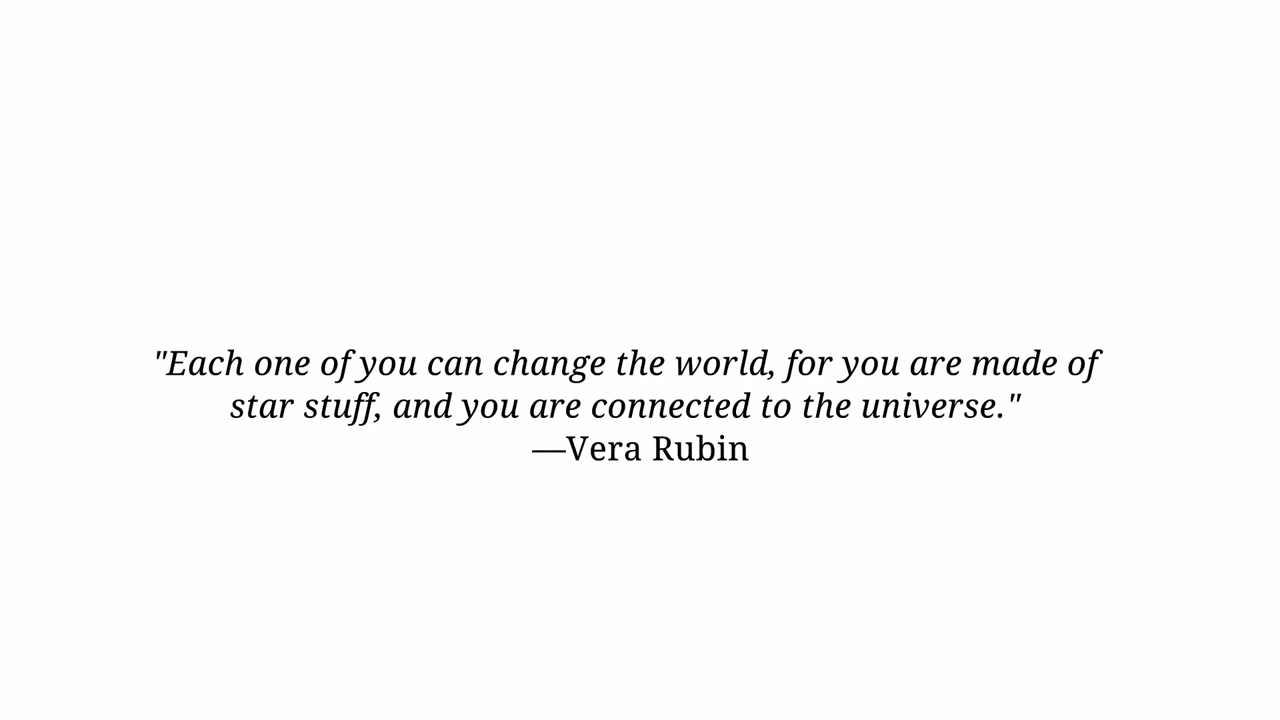 "Each one of you can change the world, for you are made of
star stuff, and you are connected to the universe."
—Vera Rubin